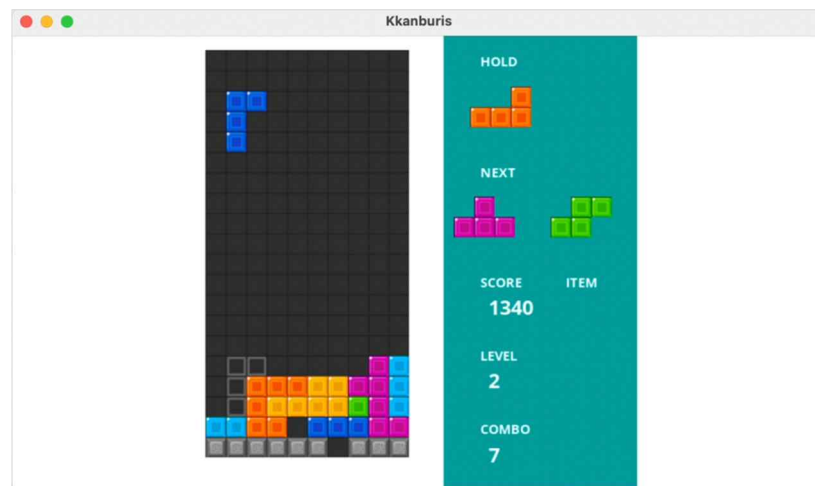 Kkanburis
HOLD
NEXT
SCORE ITEM
1340
LEVEL
2
COMBO
7